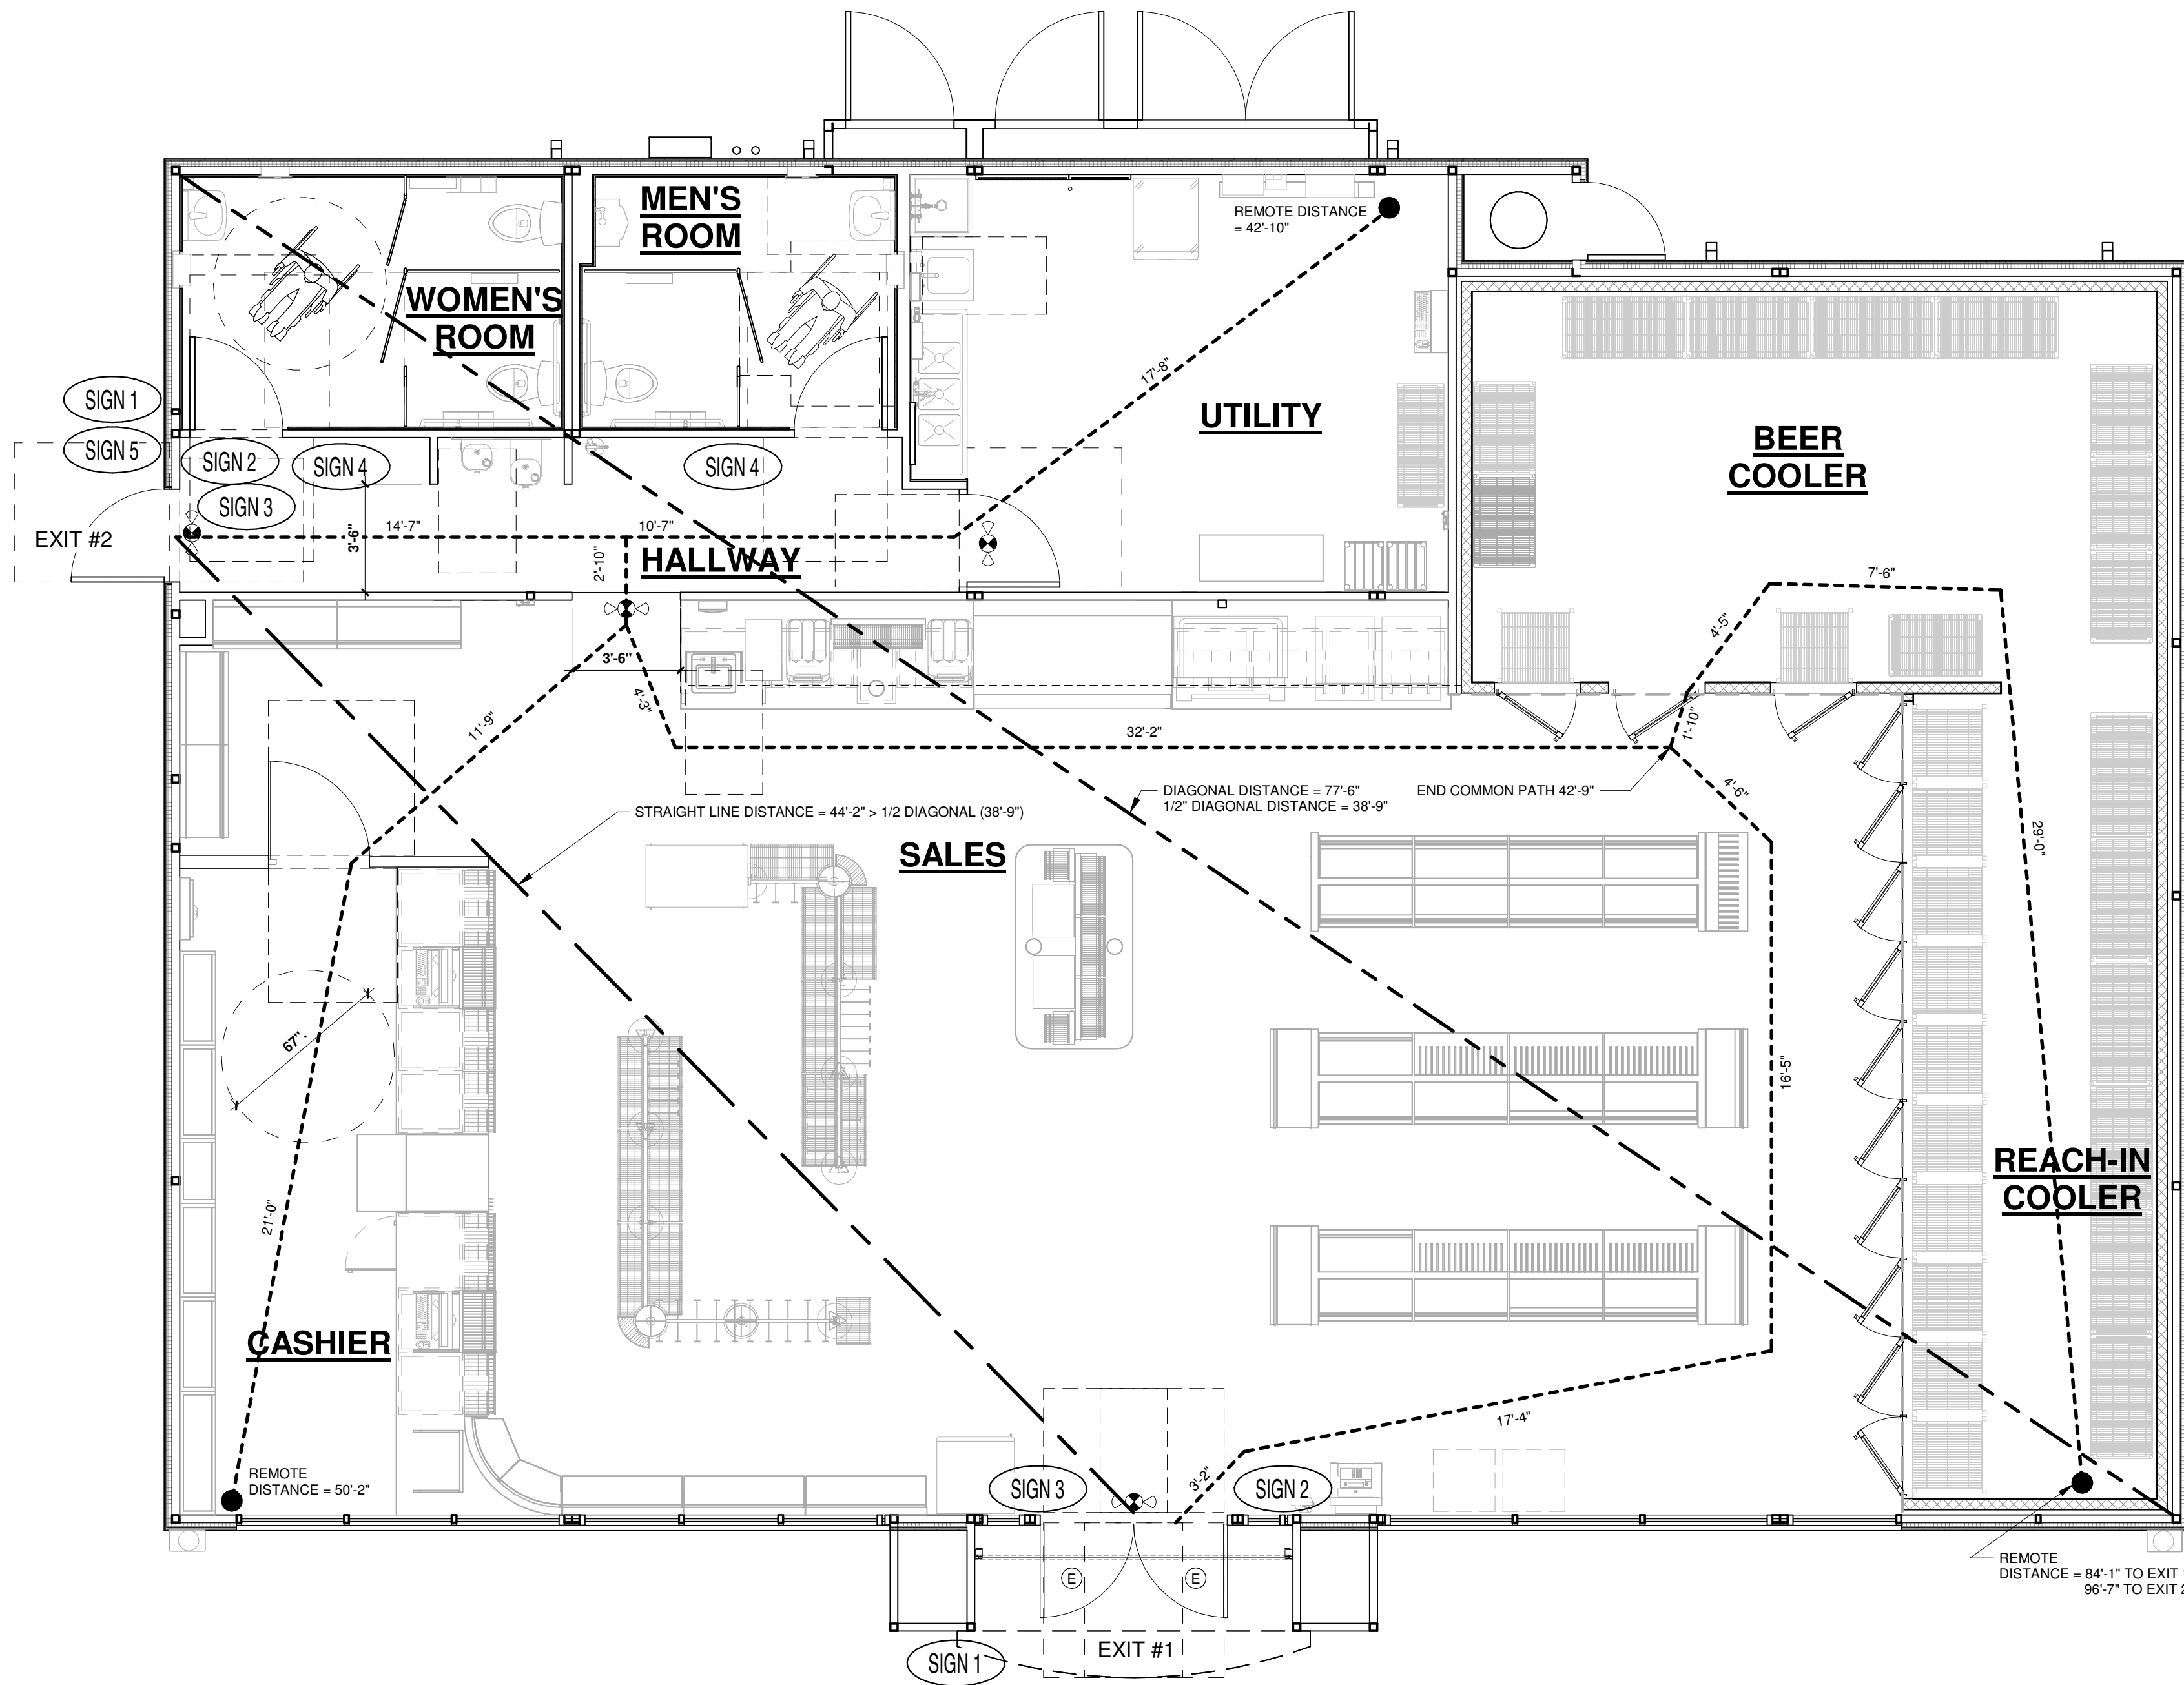 MEN'S
ROOM
REMOTE DISTANCE
= 42'-10"
WOMEN'S
ROOM
17'-8"
UTILITY
BEER
COOLER
SIGN 1
SIGN 5
SIGN 2
SIGN 4
SIGN 4
SIGN 3
EXIT #2
14'-7"
3'-6"
10'-7"
2'-10"
HALLWAY
7'-6"
4'-5"
3'-6"
4'-3"
11'-9"
32'-2"
1'-10"
4'-6"
DIAGONAL DISTANCE = 77'-6"
1/2" DIAGONAL DISTANCE = 38'-9"
END COMMON PATH 42'-9"
STRAIGHT LINE DISTANCE = 44'-2" > 1/2 DIAGONAL (38'-9")
SALES
29'-0"
67".
16'-5"
REACH-IN
COOLER
21'-0"
CASHIER
17'-4"
REMOTE
DISTANCE = 50'-2"
SIGN 3
3'-2"
SIGN 2
E
E
REMOTE
DISTANCE = 84'-1" TO EXIT
96'-7" TO EXIT 2
EXIT #1
SIGN 1